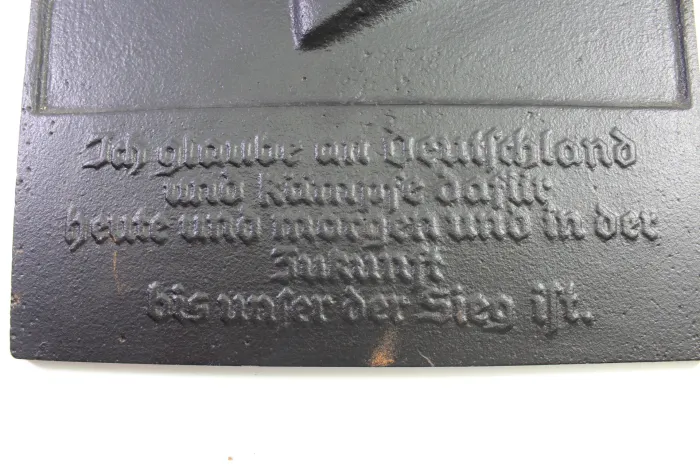 Ich glaube an Deutschland
und kämpfe dafür
heute und morgen und in der
Zukunft
bis unser der Sieg ist.